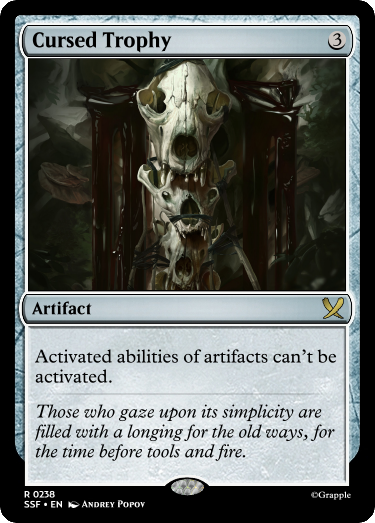 Cursed Trophy 3
Artifact
Activated abilities of artifacts can't be
activated.
Those who gaze upon its simplicity are
filled with a longing for the old ways, for
the time before tools and fire.
R 0238
SSF • EN Andrey Popov
©Grapple